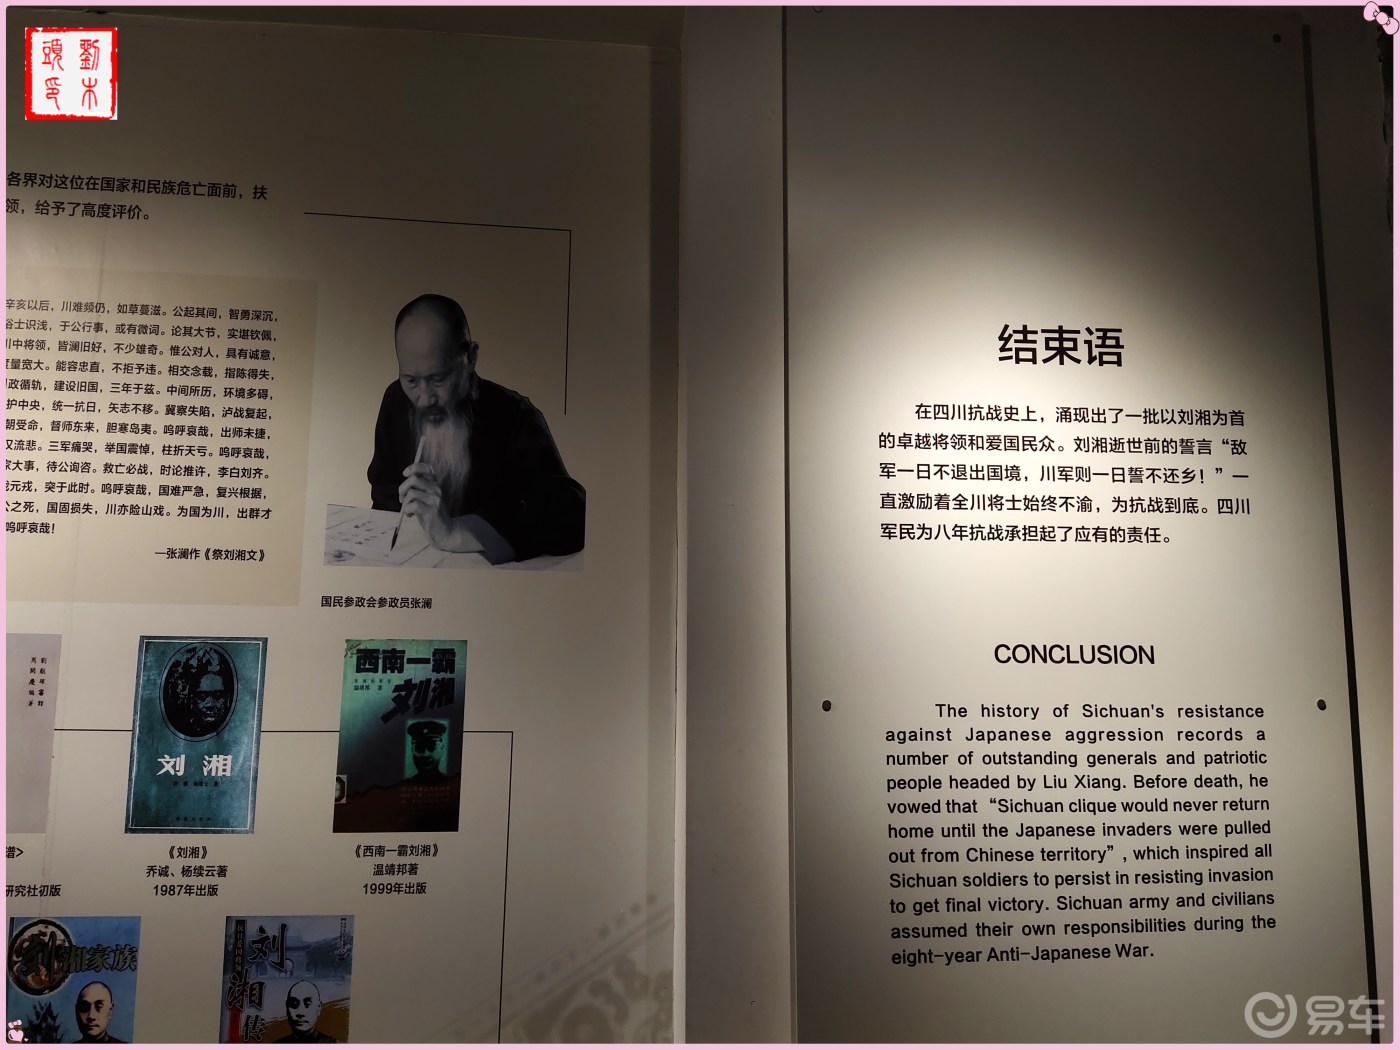 劉木
頭印
各界对这位在国家和民族危亡面前，扶
领，给予了高度评价。
辛亥以后，川难频仍，如草蔓滋。公起其间，智勇深沉，
俗士识浅，于公行事，或有微词。论其大节，实堪钦佩，
川中将领，皆澜旧好，不少雄奇。惟公对人，具有诚意，
度量宽大。能容忠直，不拒予违。相交念载，指陈得失，
政循轨，建设旧国，三年于兹。中间所历，环境多碍，
护中央，统一抗日，矢志不移。冀察失陷，泸战复起，
朝受命，督师东来，胆寒岛夷。呜呼哀哉，出师未捷，
又流悲。三军痛哭，举国震悼，柱折天亏。呜呼哀哉，
家大事，待公询咨。救亡必战，时论推许，李白刘齐。
元戎，突于此时。呜呼哀哉，国难严急，复兴根据，
公之死，国固损失，川亦险山戏。为国为川，出群才
呜呼哀哉！
—张澜作《祭刘湘文》
国民参政会参政员张澜
刘湘
西南一霸
刘湘
谱>
研究社初版
《刘湘》
乔诚、杨续云著
1987年出版
《西南一霸刘湘》
温靖邦著
1999年出版
刘湘家族
刘湘传
结束语
在四川抗战史上，涌现出了一批以刘湘为首
的卓越将领和爱国民众。刘湘逝世前的誓言“敌
军一日不退出国境，川军则一日誓不还乡！”一
直激励着全川将士始终不渝，为抗战到底。四川
军民为八年抗战承担起了应有的责任。
CONCLUSION
The history of Sichuan's resistance
against Japanese aggression records a
number of outstanding generals and patriotic
people headed by Liu Xiang. Before death, he
vowed that “Sichuan clique would never return
home until the Japanese invaders were pulled
out from Chinese territory”, which inspired all
Sichuan soldiers to persist in resisting invasion
to get final victory. Sichuan army and civilians
assumed their own responsibilities during the
eight-year Anti-Japanese War.
易车